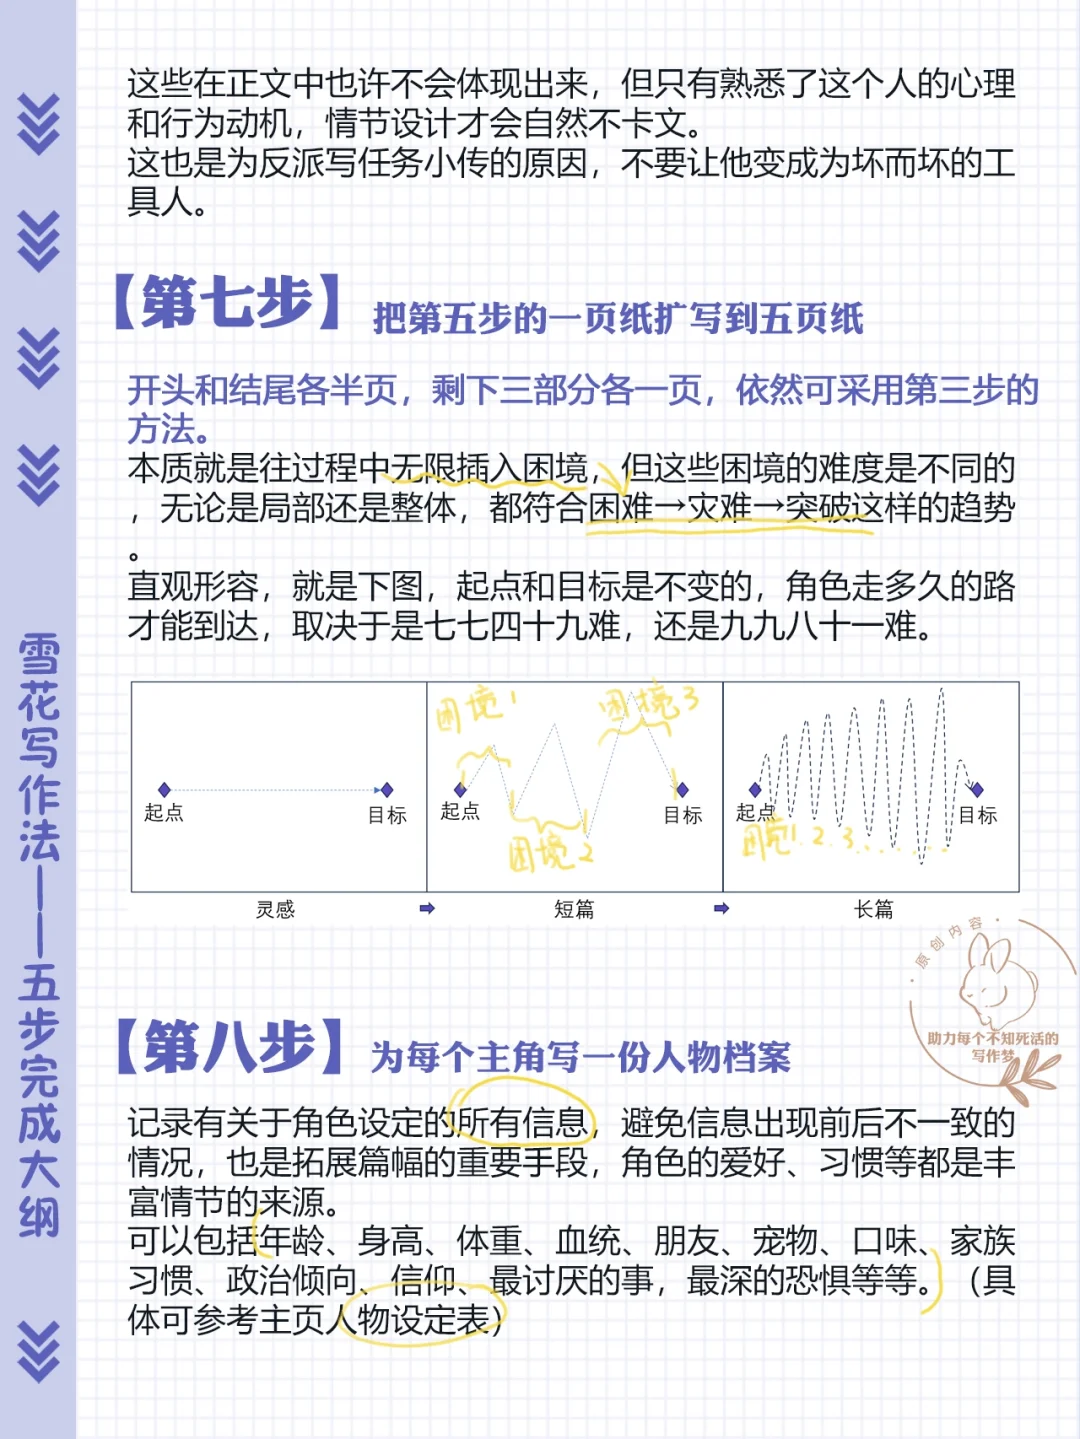 这些在正文中也许不会体现出来，但只有熟悉了这个人的心理
和行为动机，情节设计才会自然不卡文。
这也是为反派写任务小传的原因，不要让他变成为坏而坏的工
具人。
【第七步】 把第五步的一页纸扩写到五页纸
开头和结尾各半页，剩下三部分各一页，依然可采用第三步的
方法。
本质就是往过程中无限插入困境，但这些困境的难度是不同的
，无论是局部还是整体，都符合困难→灾难→突破这样的趋势
。
直观形容，就是下图，起点和目标是不变的，角色走多久的路
才能到达，取决于是七七四十九难，还是九九八十一难。
起点
目标
困境1
困境3
起点
目标
困境2
起点
目标
困境1.2.3.......
灵感
短篇
长篇
·原创内容·
助力每个不知死活的
写作梦
【第八步】 为每个主角写一份人物档案
记录有关于角色设定的所有信息，避免信息出现前后不一致的
情况，也是拓展篇幅的重要手段，角色的爱好、习惯等都是丰
富情节的来源。
可以包括年龄、身高、体重、血统、朋友、宠物、口味、家族
习惯、政治倾向、信仰、最讨厌的事，最深的恐惧等等。（具
体可参考主页人物设定表）
雪花写作法——五步完成大纲